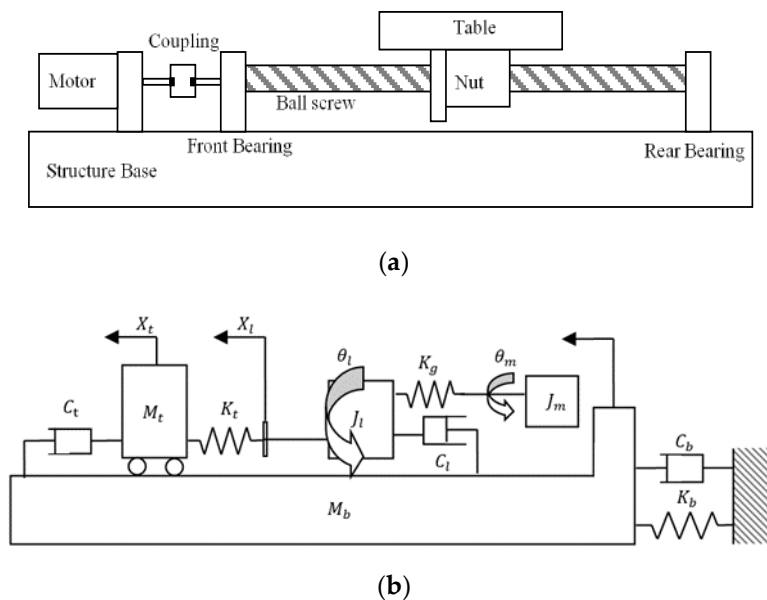 Table
Coupling
Motor
Nut
Ball screw
Front Bearing
Rear Bearing
Structure Base
(a)
X_t
X_l
θ_l
K_g
θ_m
C_t
M_t
K_t
J_l
J_m
C_l
C_b
M_b
K_b
(b)